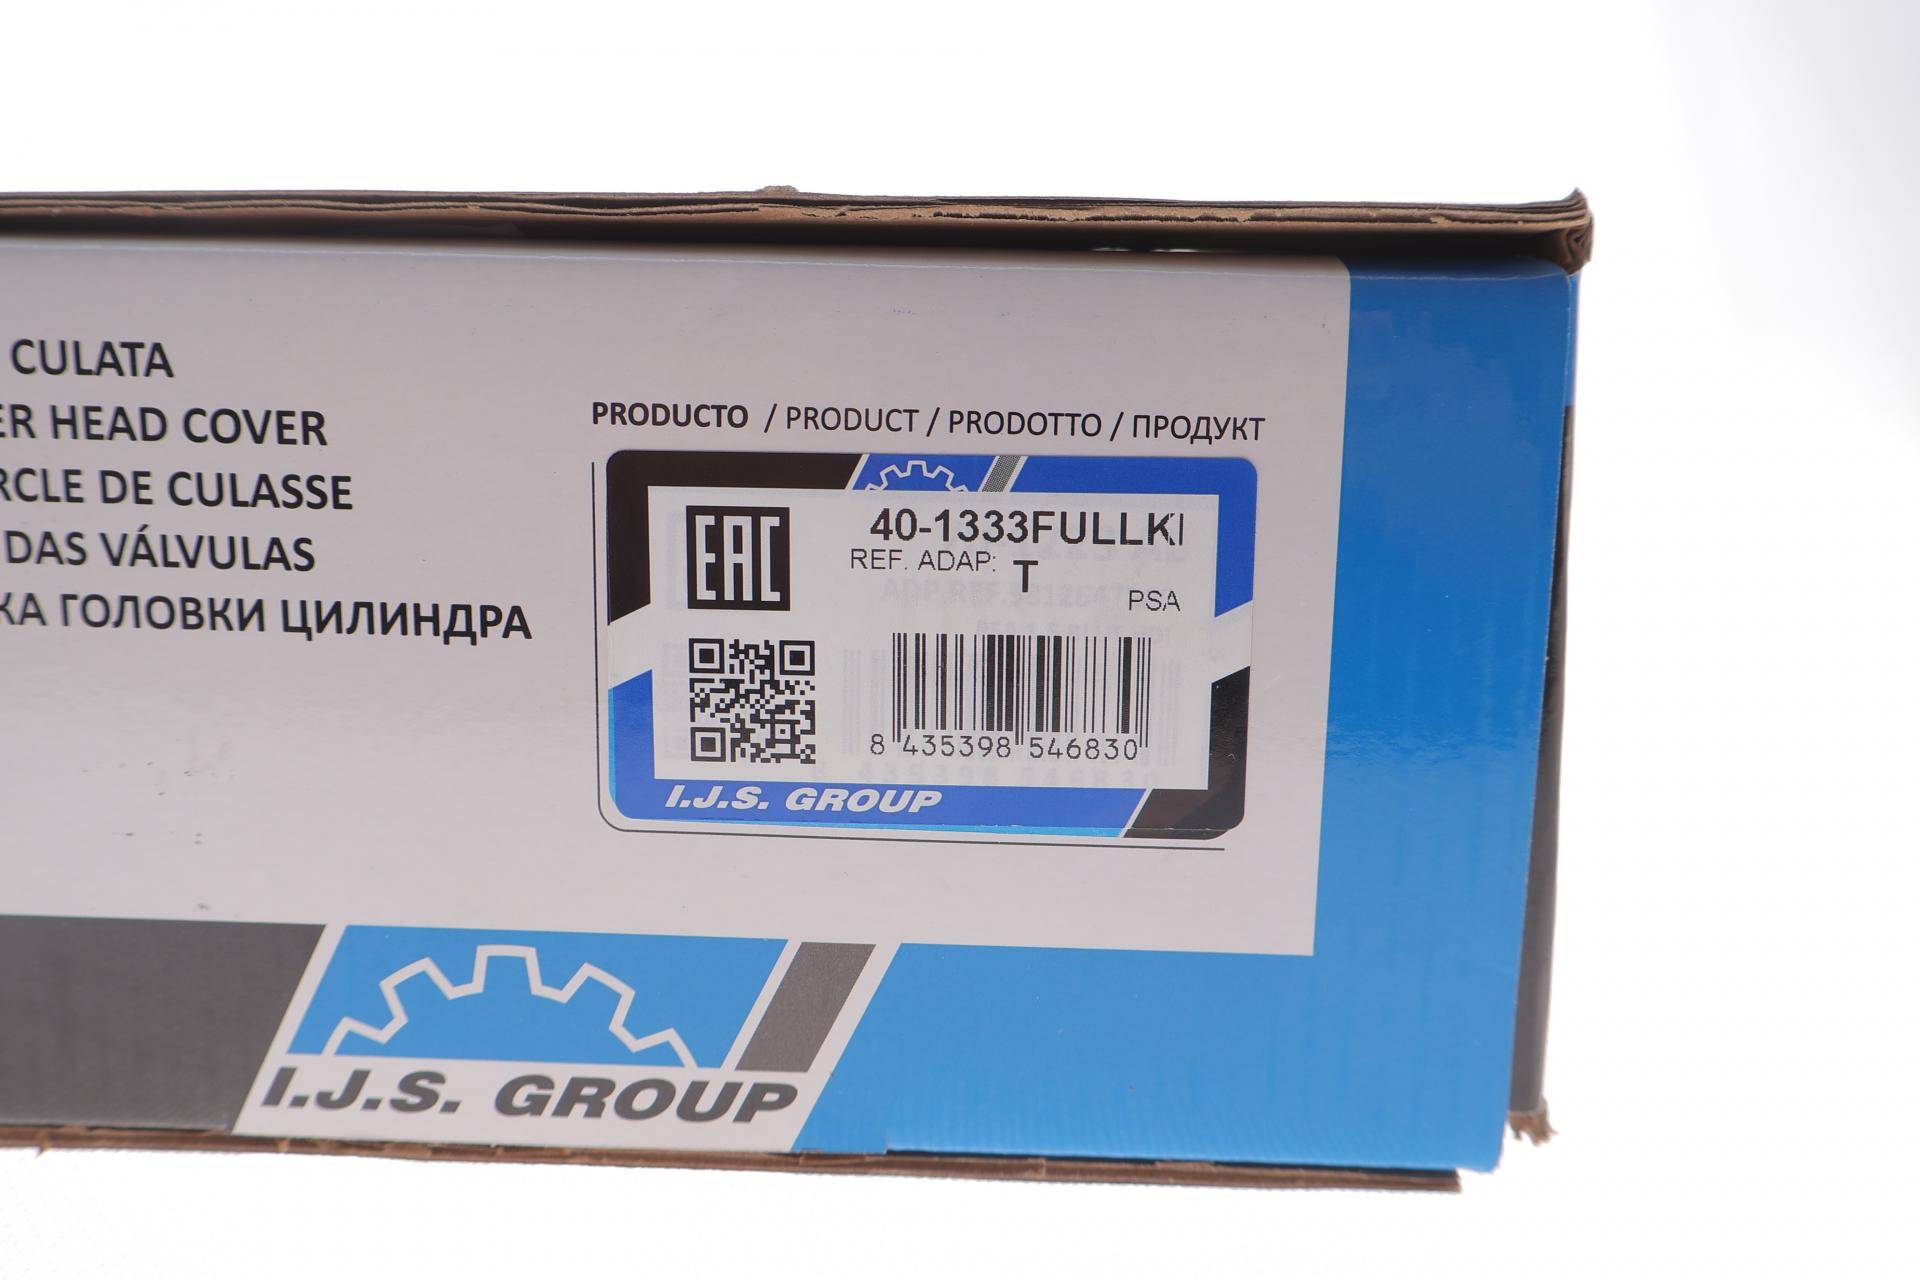 CULATA
ER HEAD COVER
RCLE DE CULASSE
DAS VÁLVULAS
КА ГОЛОВКИ ЦИЛИНДРА
PRODUCTO / PRODUCT / PRODOTTO / ПРОДУКТ
EAC
40-1333FULLKI
T
REF. ADAP:
PSA
8 435398 546830
I.J.S. GROUP
I.J.S. GROUP